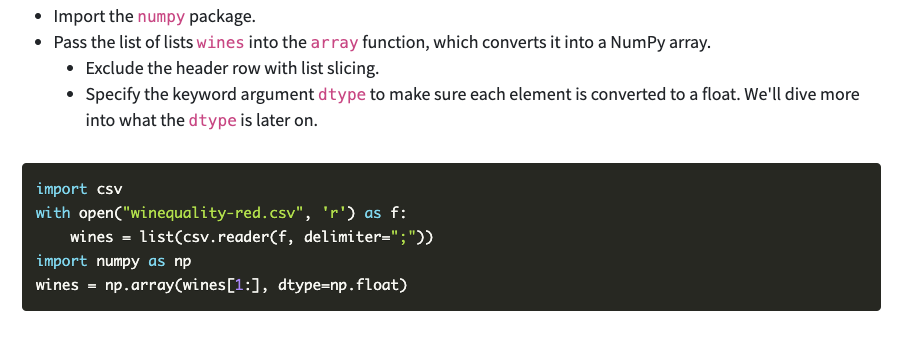 Import the numpy package.
Pass the list of lists wines into the array function, which converts it into a NumPy array.
Exclude the header row with list slicing.
Specify the keyword argument dtype to make sure each element is converted to a float. We'll dive more
into what the dtype is later on.
import csv
with open("winequality-red.csv", 'r') as f:
    wines = list(csv.reader(f, delimiter=";"))
import numpy as np
wines = np.array(wines[1:], dtype=np.float)